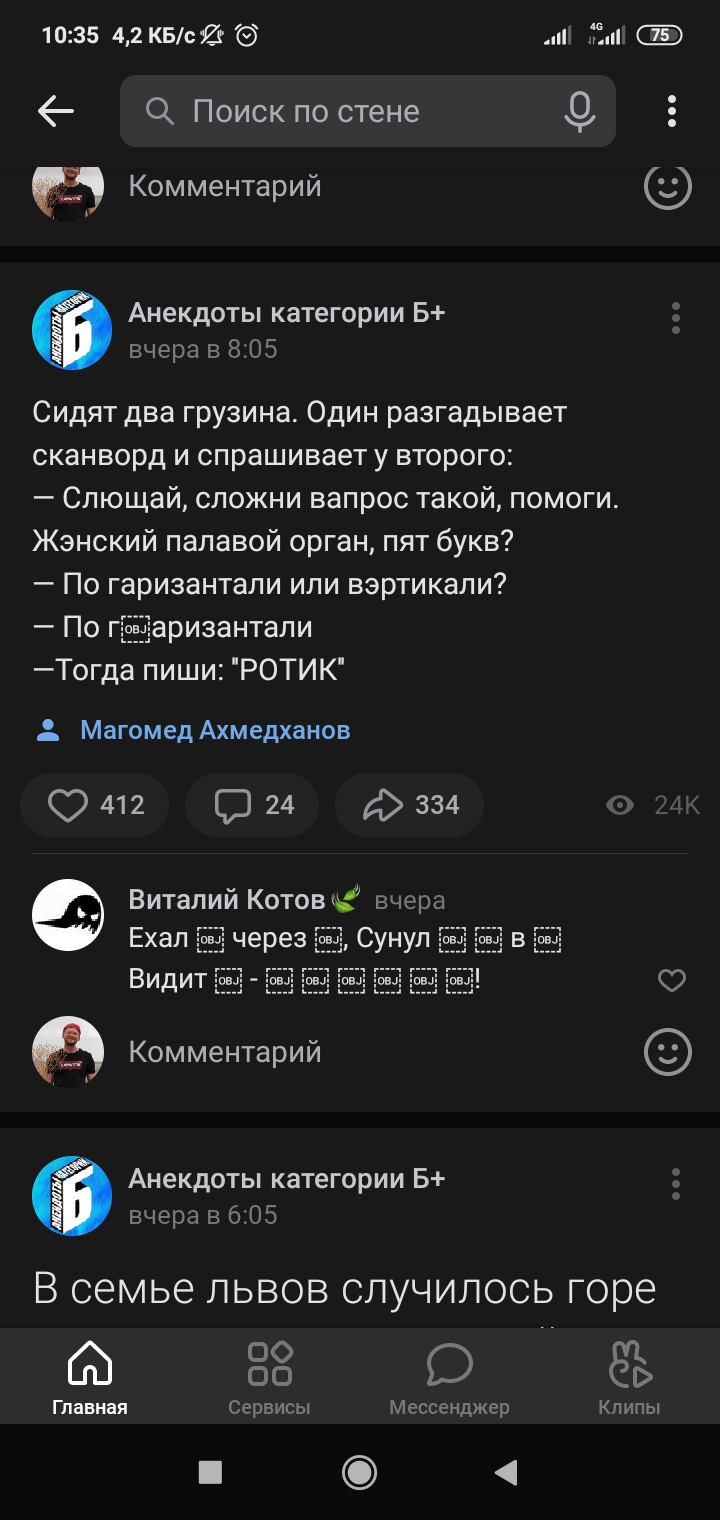 10:35 4,2 КБ/с 4G 75
Поиск по стене
Комментарий
Анекдоты категории Б+
вчера в 8:05
Сидят два грузина. Один разгадывает
сканворд и спрашивает у второго:
— Слющай, сложни вапрос такой, помоги.
Жэнский палавой орган, пят букв?
— По гаризантали или вэртикали?
— По г￼аризантали
—Тогда пиши: "РОТИК"
Магомед Ахмедханов
412 24 334 24K
Виталий Котов🌿 вчера
Ехал ￼ через ￼, Сунул ￼ ￼ в ￼
Видит ￼ - ￼ ￼ ￼ ￼ ￼ ￼!
Комментарий
Анекдоты категории Б+
вчера в 6:05
В семье львов случилось горе
Главная Сервисы Мессенджер Клипы